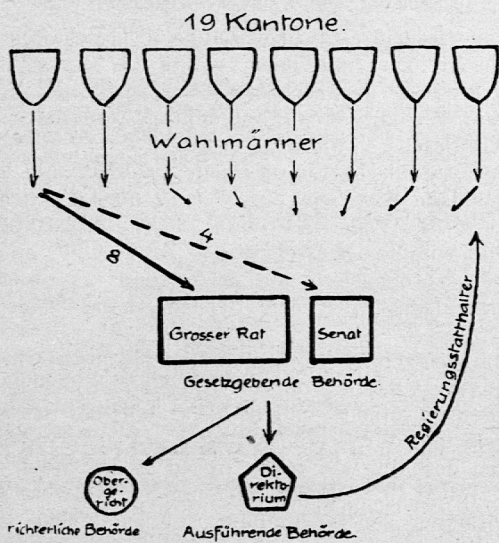 19 Kantone.
Wahlmänner
8
4
Grosser Rat
Senat
Gesetzgebende Behörde.
Regierungsstatthalter
Ober-
ge-
richt
Di-
rekto-
rium
richterliche Behörde
Ausführende Behörde.